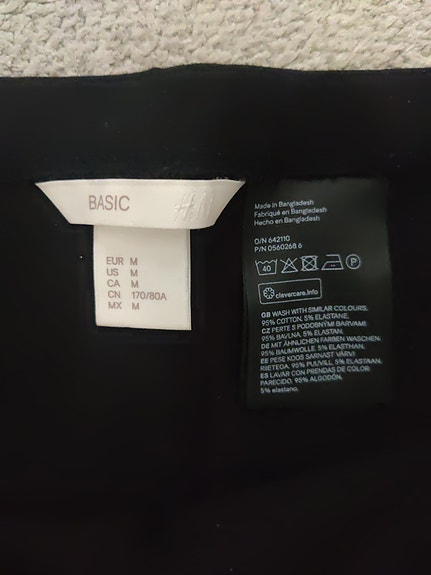 BASIC H&M
EUR M
US M
CA M
CN 170/80A
MX M
Made in Bangladesh
Fabriqué en Bangladesh
Hecho en Bangladesh
O/N 642110
P/N 0560268 6
40 P
clevercare.info
GB WASH WITH SIMILAR COLOURS.
95% COTTON, 5% ELASTANE.
CZ PERTE S PODOBNÝMI BARVAMI.
95% BAVLNA, 5% ELASTAN.
DE MIT ÄHNLICHEN FARBEN WASCHEN.
95% BAUMWOLLE, 5% ELASTHAN.
EE PESE KOOS SARNAST VÄRVI
RIIETEGA. 95% PUUVILL, 5% ELASTAAN.
ES LAVAR CON PRENDAS DE COLOR
PARECIDO. 95% ALGODÓN,
5% elastano.